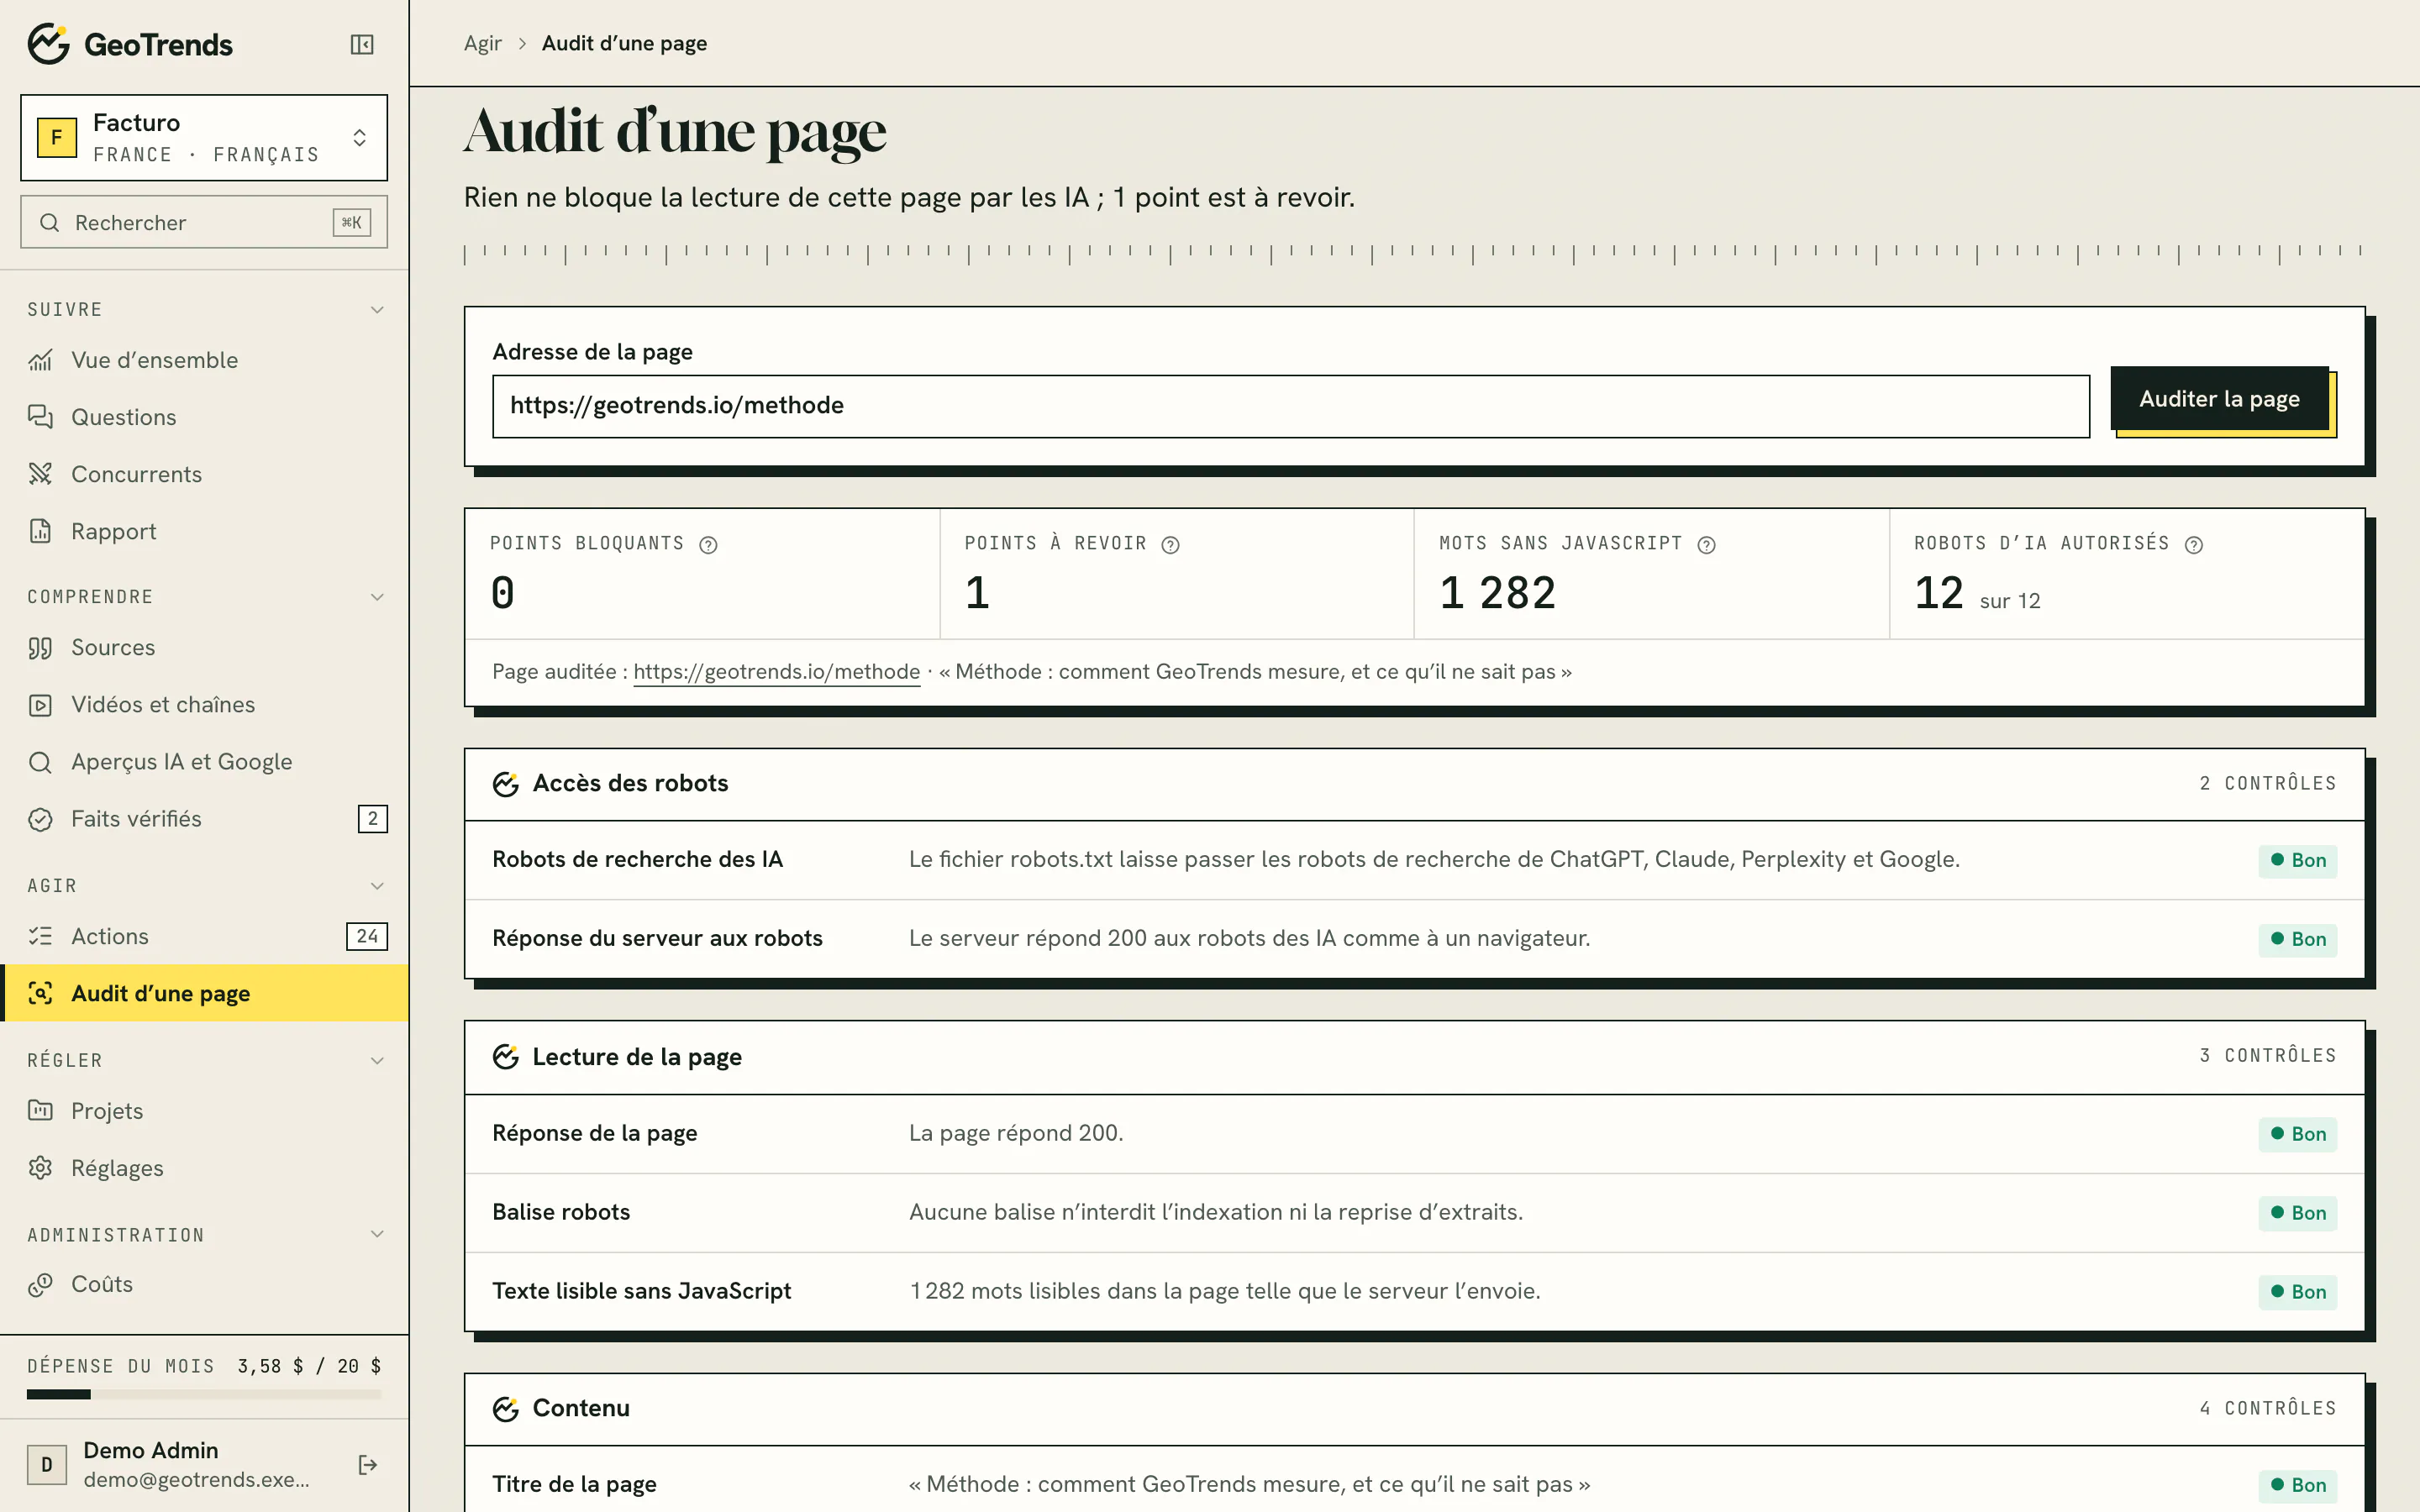 GeoTrends
F
Facturo
FRANCE · FRANÇAIS
Rechercher
⌘K
SUIVRE
Vue d’ensemble
Questions
Concurrents
Rapport
COMPRENDRE
Sources
Vidéos et chaînes
Aperçus IA et Google
Faits vérifiés
2
AGIR
Actions
24
Audit d’une page
RÉGLER
Projets
Réglages
ADMINISTRATION
Coûts
DÉPENSE DU MOIS 3,58 $ / 20 $
D
Demo Admin
demo@geotrends.exe...
Agir > Audit d’une page
Audit d’une page
Rien ne bloque la lecture de cette page par les IA ; 1 point est à revoir.
Adresse de la page
https://geotrends.io/methode
Auditer la page
POINTS BLOQUANTS
0
POINTS À REVOIR
1
MOTS SANS JAVASCRIPT
1 282
ROBOTS D’IA AUTORISÉS
12 sur 12
Page auditée : https://geotrends.io/methode · « Méthode : comment GeoTrends mesure, et ce qu’il ne sait pas »
Accès des robots
2 CONTRÔLES
Robots de recherche des IA
Le fichier robots.txt laisse passer les robots de recherche de ChatGPT, Claude, Perplexity et Google.
Bon
Réponse du serveur aux robots
Le serveur répond 200 aux robots des IA comme à un navigateur.
Bon
Lecture de la page
3 CONTRÔLES
Réponse de la page
La page répond 200.
Bon
Balise robots
Aucune balise n’interdit l’indexation ni la reprise d’extraits.
Bon
Texte lisible sans JavaScript
1 282 mots lisibles dans la page telle que le serveur l’envoie.
Bon
Contenu
4 CONTRÔLES
Titre de la page
« Méthode : comment GeoTrends mesure, et ce qu’il ne sait pas »
Bon